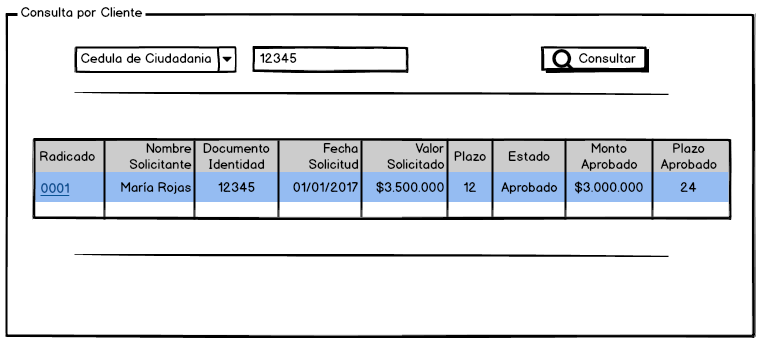 Consulta por Cliente
Cedula de Ciudadania 12345 Consultar
Radicado Nombre Solicitante Documento Identidad Fecha Solicitud Valor Solicitado Plazo Estado Monto Aprobado Plazo Aprobado
0001 María Rojas 12345 01/01/2017 $3.500.000 12 Aprobado $3.000.000 24